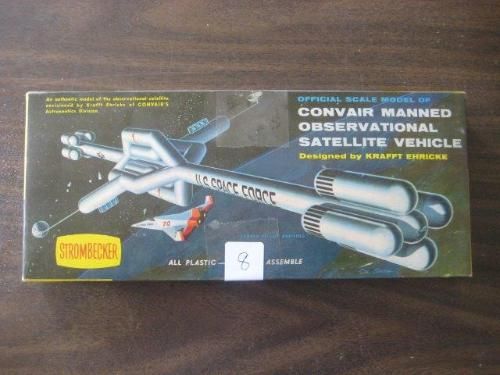 An authentic model of the observational satellite
envisioned by Krafft Ehricke of CONVAIR'S
Astronautics Division.
OFFICIAL SCALE MODEL OF
CONVAIR MANNED
OBSERVATIONAL
SATELLITE VEHICLE
Designed by KRAFFT EHRICKE
U.S. SPACE FORCE
STROMBECKER
ALL PLASTIC —
ASSEMBLE
8